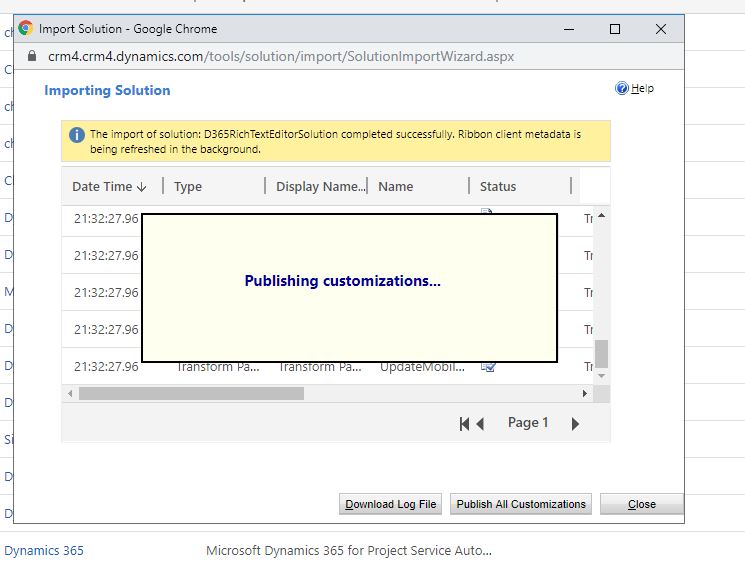 Import Solution - Google Chrome
crm4.crm4.dynamics.com/tools/solution/import/SolutionImportWizard.aspx
Importing Solution
Help
The import of solution: D365RichTextEditorSolution completed successfully. Ribbon client metadata is
being refreshed in the background.
Date Time Type Display Name... Name Status
21:32:27.96 Tr
21:32:27.96 Tr
Publishing customizations...
21:32:27.96 Tr
21:32:27.96 Tr
21:32:27.96 Transform Pa... Transform Pa... UpdateMobil... Tr
Page 1
Download Log File Publish All Customizations Close
Dynamics 365 Microsoft Dynamics 365 for Project Service Auto...